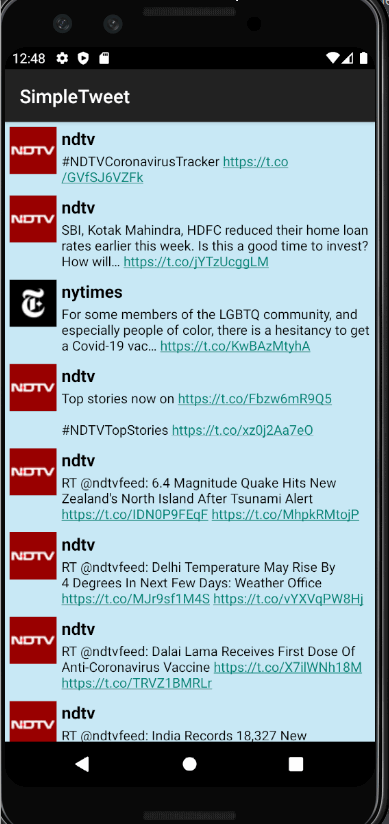 12:48
SimpleTweet
NDTV
ndtv
#NDTVCoronavirusTracker https://t.co
/GVfSJ6VZFk
NDTV
ndtv
SBI, Kotak Mahindra, HDFC reduced their home loan
rates earlier this week. Is this a good time to invest?
How will… https://t.co/jYTzUcggLM
T
nytimes
For some members of the LGBTQ community, and
especially people of color, there is a hesitancy to get
a Covid-19 vac… https://t.co/KwBAzMtyhA
NDTV
ndtv
Top stories now on https://t.co/Fbzw6mR9Q5
#NDTVTopStories https://t.co/xz0j2Aa7eO
NDTV
ndtv
RT @ndtvfeed: 6.4 Magnitude Quake Hits New
Zealand's North Island After Tsunami Alert
https://t.co/IDN0P9FEqF https://t.co/MhpkRMtojP
NDTV
ndtv
RT @ndtvfeed: Delhi Temperature May Rise By
4 Degrees In Next Few Days: Weather Office
https://t.co/MJr9sf1M4S https://t.co/vYXVqPW8Hj
NDTV
ndtv
RT @ndtvfeed: Dalai Lama Receives First Dose Of
Anti-Coronavirus Vaccine https://t.co/X7ilWNh18M
https://t.co/TRVZ1BMRLr
NDTV
ndtv
RT @ndtvfeed: India Records 18,327 New